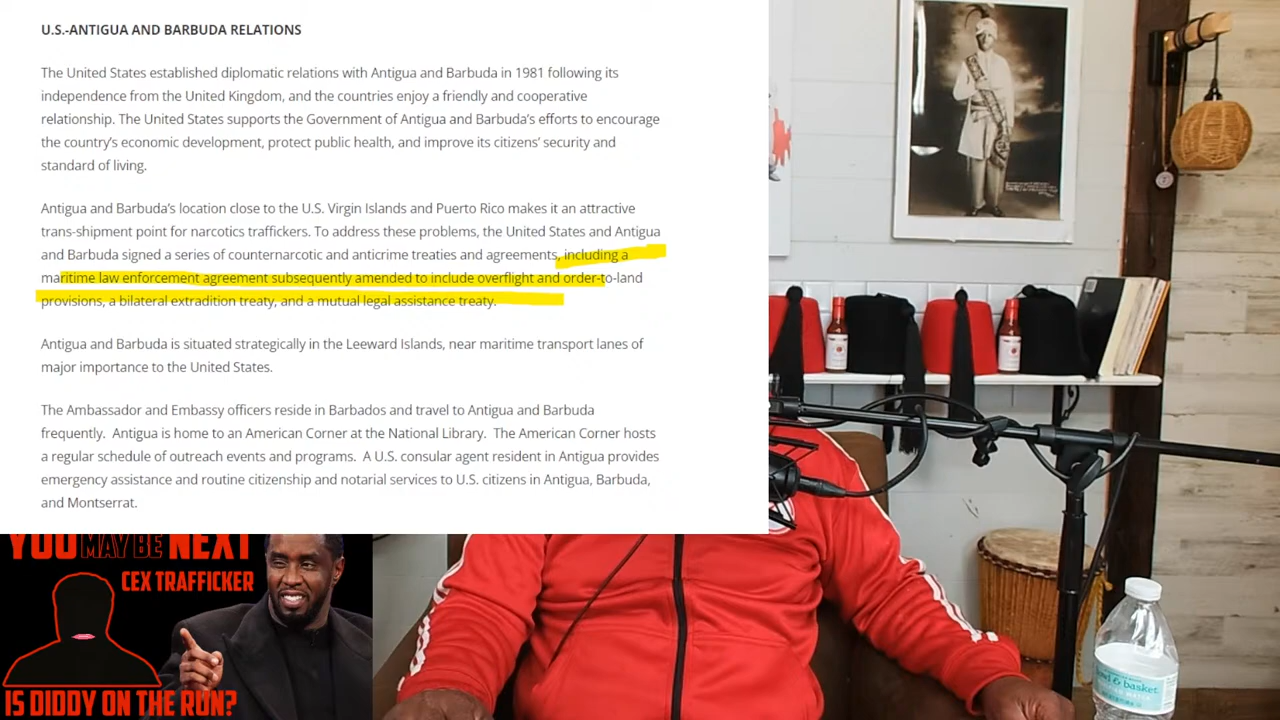 U.S.-ANTIGUA AND BARBUDA RELATIONS
The United States established diplomatic relations with Antigua and Barbuda in 1981 following its
independence from the United Kingdom, and the countries enjoy a friendly and cooperative
relationship. The United States supports the Government of Antigua and Barbuda's efforts to encourage
the country's economic development, protect public health, and improve its citizens' security and
standard of living.
Antigua and Barbuda's location close to the U.S. Virgin Islands and Puerto Rico makes it an attractive
trans-shipment point for narcotics traffickers. To address these problems, the United States and Antigua
and Barbuda signed a series of counternarcotic and anticrime treaties and agreements, including a
maritime law enforcement agreement subsequently amended to include overflight and order-to-land
provisions, a bilateral extradition treaty, and a mutual legal assistance treaty.
Antigua and Barbuda is situated strategically in the Leeward Islands, near maritime transport lanes of
major importance to the United States.
The Ambassador and Embassy officers reside in Barbados and travel to Antigua and Barbuda
frequently.  Antigua is home to an American Corner at the National Library.  The American Corner hosts
a regular schedule of outreach events and programs.  A U.S. consular agent resident in Antigua provides
emergency assistance and routine citizenship and notarial services to U.S. citizens in Antigua, Barbuda,
and Montserrat.
YOU MAY BE NEXT
CEX TRAFFICKER
IS DIDDY ON THE RUN?
& basket